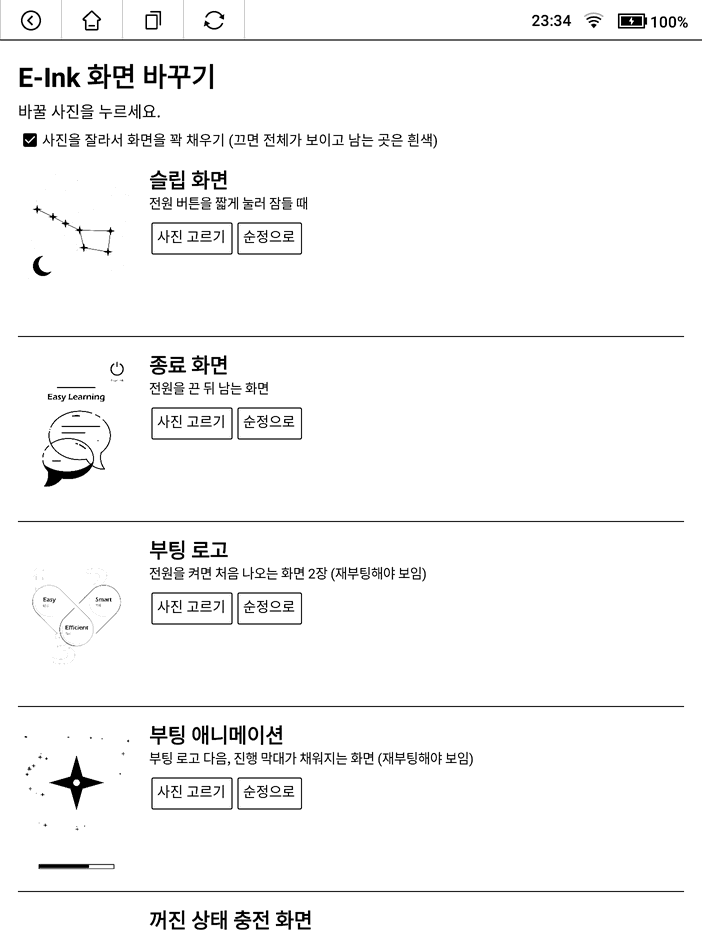 23:34 100%
E-Ink 화면 바꾸기
바꿀 사진을 누르세요.
사진을 잘라서 화면을 꽉 채우기 (끄면 전체가 보이고 남는 곳은 흰색)
슬립 화면
전원 버튼을 짧게 눌러 잠들 때
사진 고르기 순정으로
종료 화면
전원을 끈 뒤 남는 화면
Easy Learning
사진 고르기 순정으로
부팅 로고
전원을 켜면 처음 나오는 화면 2장 (재부팅해야 보임)
Easy
Smart
Efficient
사진 고르기 순정으로
부팅 애니메이션
부팅 로고 다음, 진행 막대가 채워지는 화면 (재부팅해야 보임)
사진 고르기 순정으로
꺼진 상태 충전 화면